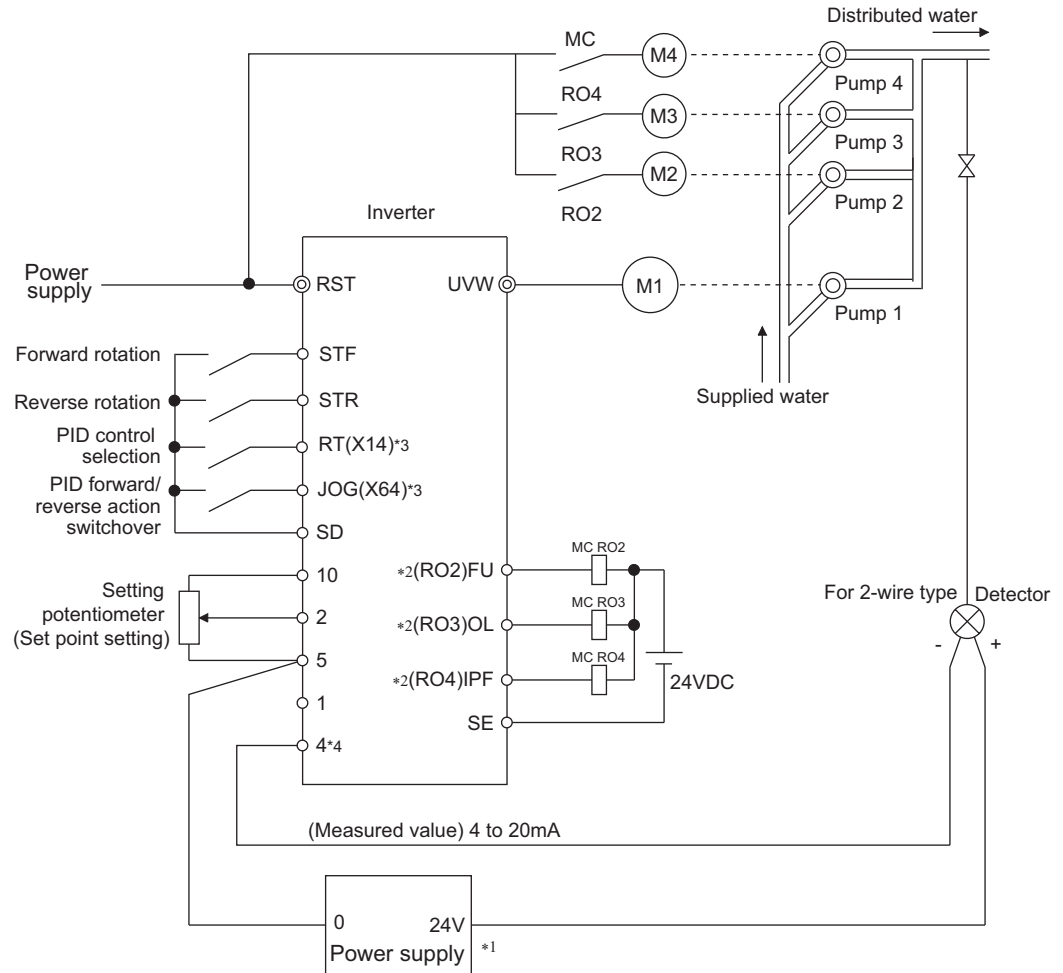 Distributed water
MC
M4
Pump 4
RO4
M3
Pump 3
RO3
M2
Pump 2
RO2
Inverter
Power
supply
RST
UVW
M1
Pump 1
Forward rotation
STF
Supplied water
Reverse rotation
STR
PID control
selection
RT(X14)*3
PID forward/
reverse action
switchover
JOG(X64)*3
SD
Setting
potentiometer
(Set point setting)
10
2
5
1
4*4
*2(RO2)FU
MC RO2
*2(RO3)OL
MC RO3
*2(RO4)IPF
MC RO4
24VDC
SE
For 2-wire type
Detector
- +
(Measured value) 4 to 20mA
0 24V
Power supply *1